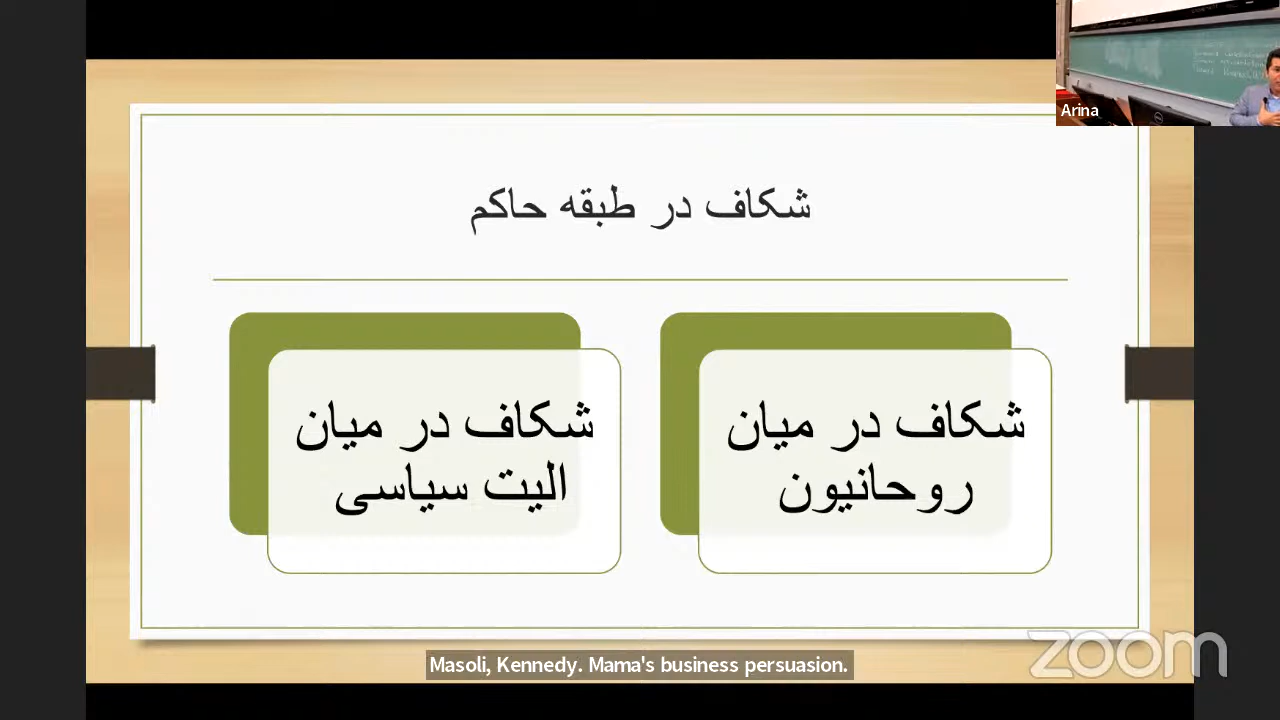 Arina
شکاف در طبقه حاکم
شکاف در میان
روحانیون
شکاف در میان
الیت سیاسی
Masoli, Kennedy. Mama's business persuasion.
zoom